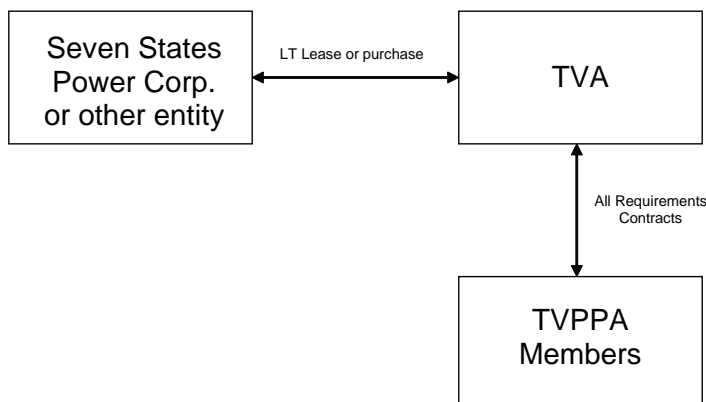 Seven States
Power Corp.
or other entity
LT Lease or purchase
TVA
All Requirements
Contracts
TVPPA
Members